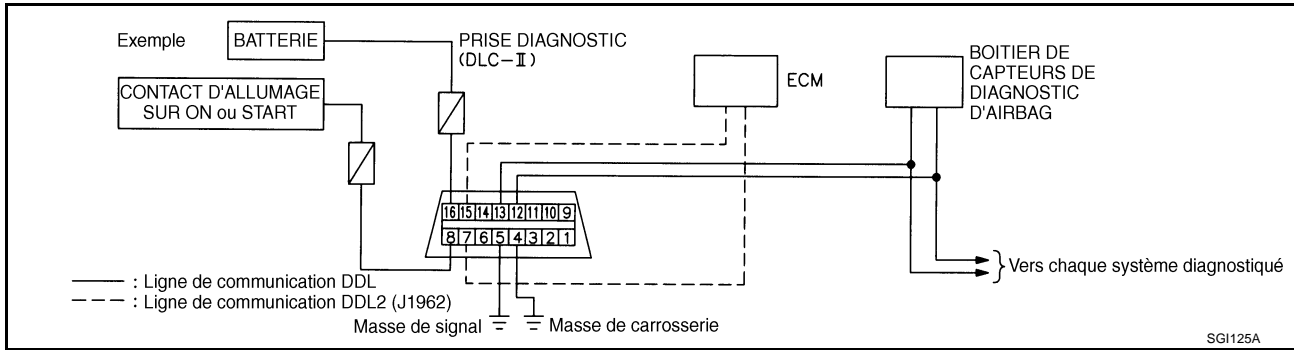 Exemple
BATTERIE
PRISE DIAGNOSTIC
(DLC-Ⅱ)
CONTACT D'ALLUMAGE
SUR ON ou START
ECM
BOITIER DE
CAPTEURS DE
DIAGNOSTIC
D'AIRBAG
16 15 14 13 12 11 10 9
8 7 6 5 4 3 2 1
Vers chaque système diagnostiqué
: Ligne de communication DDL
: Ligne de communication DDL2 (J1962)
Masse de signal
Masse de carrosserie
SGI125A